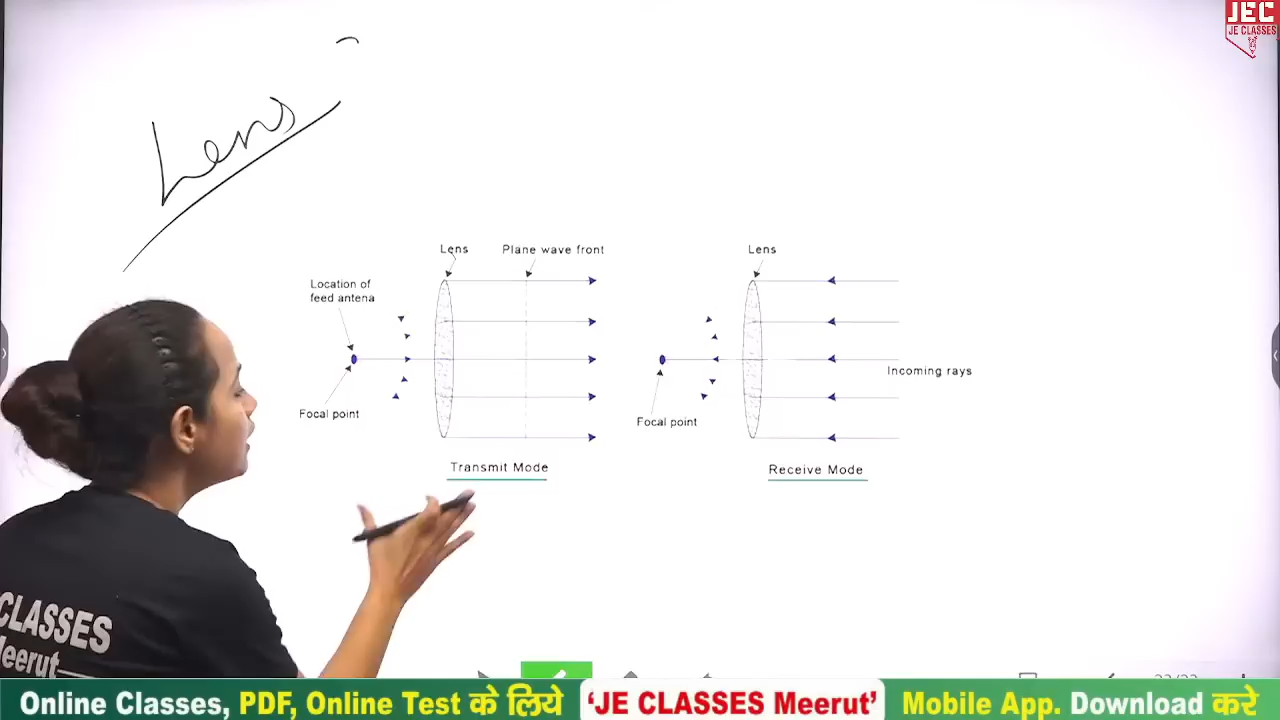 JEC
JE CLASSES
Lens
Lens
Plane wave front
Location of
feed antena
Focal point
Transmit Mode
Lens
Incoming rays
Focal point
Receive Mode
CLASSES
Meerut
Online Classes, PDF, Online Test के लिये 'JE CLASSES Meerut' Mobile App. Download करे